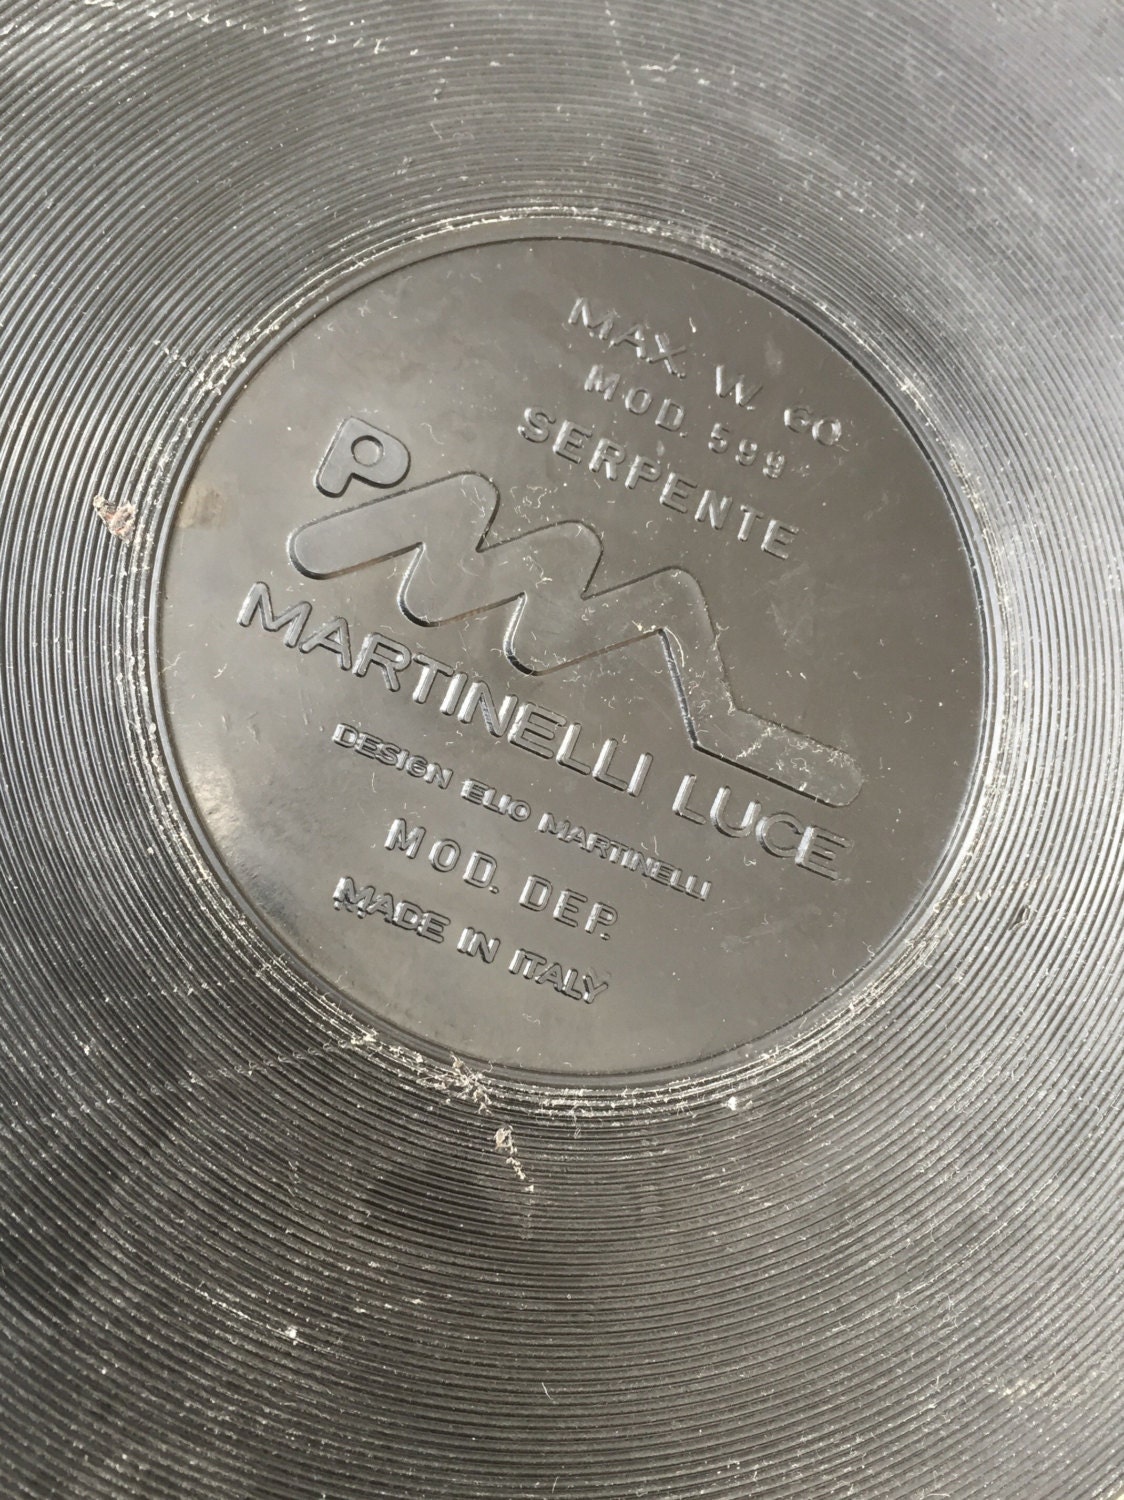 MAX. W. 60
MOD. 599
SERPENTE
MARTINELLI LUCE
DESIGN ELIO MARTINELLI
MOD. DEP.
MADE IN ITALY